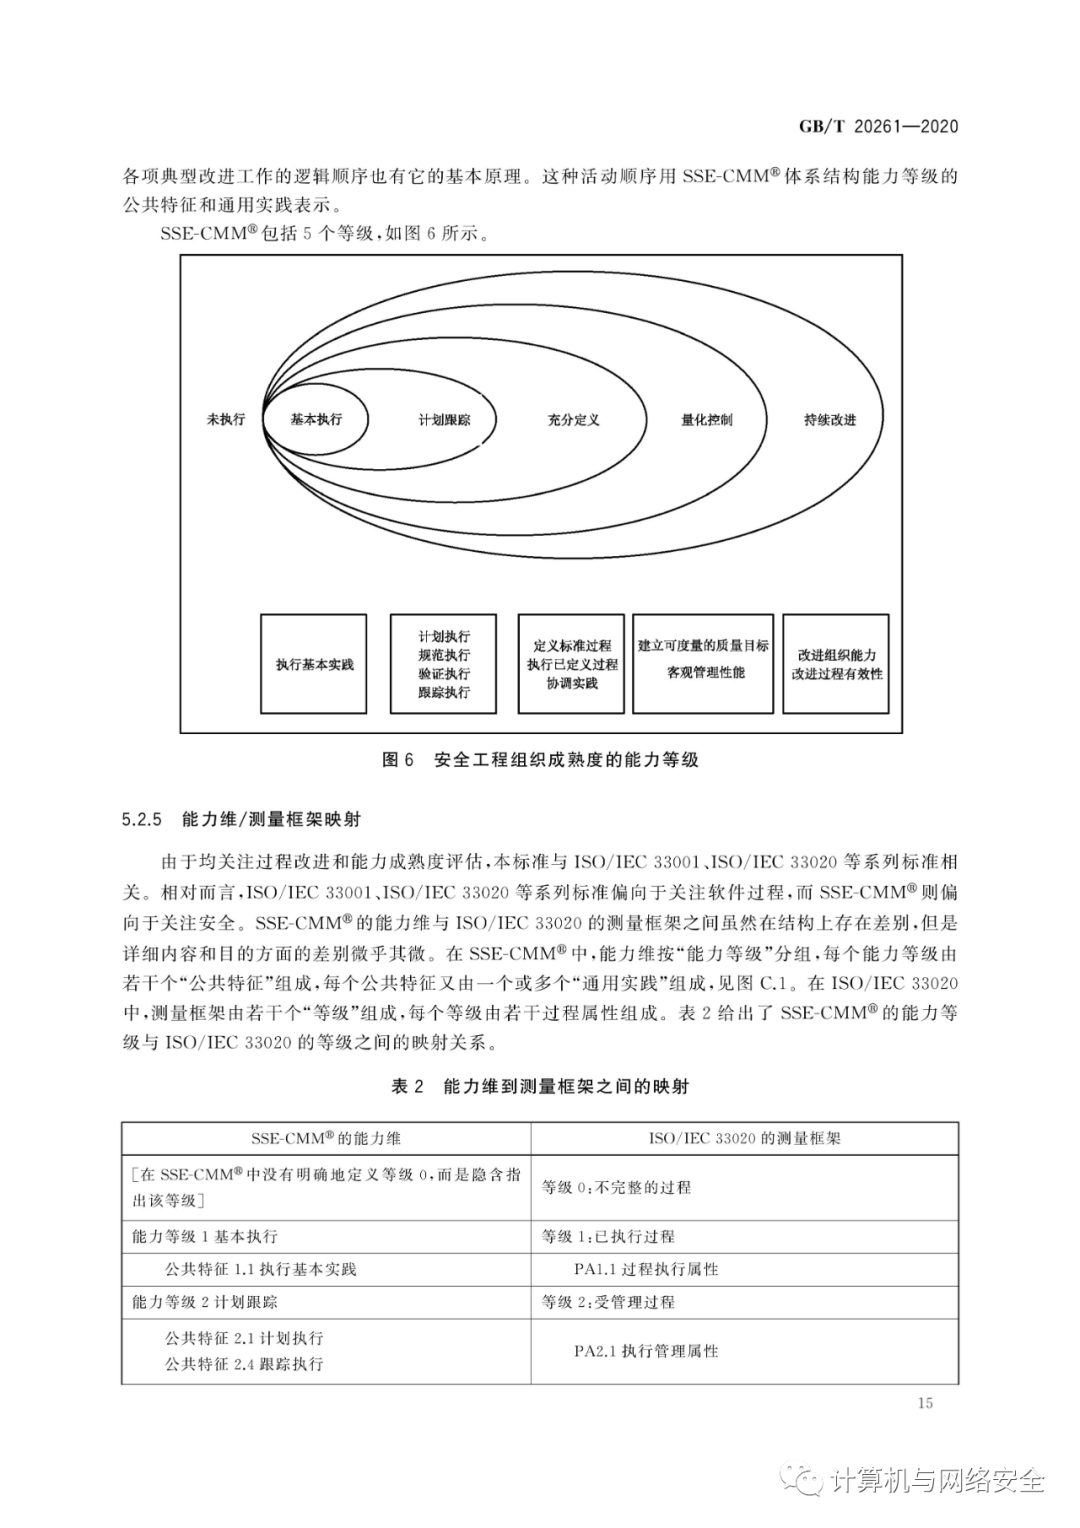 GB/T 20261—2020
各项典型改进工作的逻辑顺序也有它的基本原理。这种活动顺序用 SSE-CMM®体系结构能力等级的
公共特征和通用实践表示。
SSE-CMM®包括 5 个等级,如图 6 所示。
未执行 基本执行 计划跟踪 充分定义 量化控制 持续改进
执行基本实践
计划执行
规范执行
验证执行
跟踪执行
定义标准过程
执行已定义过程
协调实践
建立可度量的质量目标
客观管理性能
改进组织能力
改进过程有效性
图 6 安全工程组织成熟度的能力等级
5.2.5 能力维/测量框架映射
由于均关注过程改进和能力成熟度评估,本标准与 ISO/IEC 33001、ISO/IEC 33020 等系列标准相
关。相对而言,ISO/IEC 33001、ISO/IEC 33020 等系列标准偏向于关注软件过程,而 SSE-CMM®则偏
向于关注安全。SSE-CMM®的能力维与 ISO/IEC 33020 的测量框架之间虽然在结构上存在差别,但是
详细内容和目的方面的差别微乎其微。在 SSE-CMM®中,能力维按“能力等级”分组,每个能力等级由
若干个“公共特征”组成,每个公共特征又由一个或多个“通用实践”组成,见图 C.1。在 ISO/IEC 33020
中,测量框架由若干个“等级”组成,每个等级由若干过程属性组成。表 2 给出了 SSE-CMM®的能力等
级与 ISO/IEC 33020 的等级之间的映射关系。
表 2 能力维到测量框架之间的映射
SSE-CMM®的能力维 ISO/IEC 33020 的测量框架
[在 SSE-CMM®中没有明确地定义等级 0,而是隐含指
出该等级]
等级 0:不完整的过程
能力等级 1 基本执行 等级 1:已执行过程
公共特征 1.1 执行基本实践 PA1.1 过程执行属性
能力等级 2 计划跟踪 等级 2:受管理过程
公共特征 2.1 计划执行
公共特征 2.4 跟踪执行
PA2.1 执行管理属性
15
计算机与网络安全